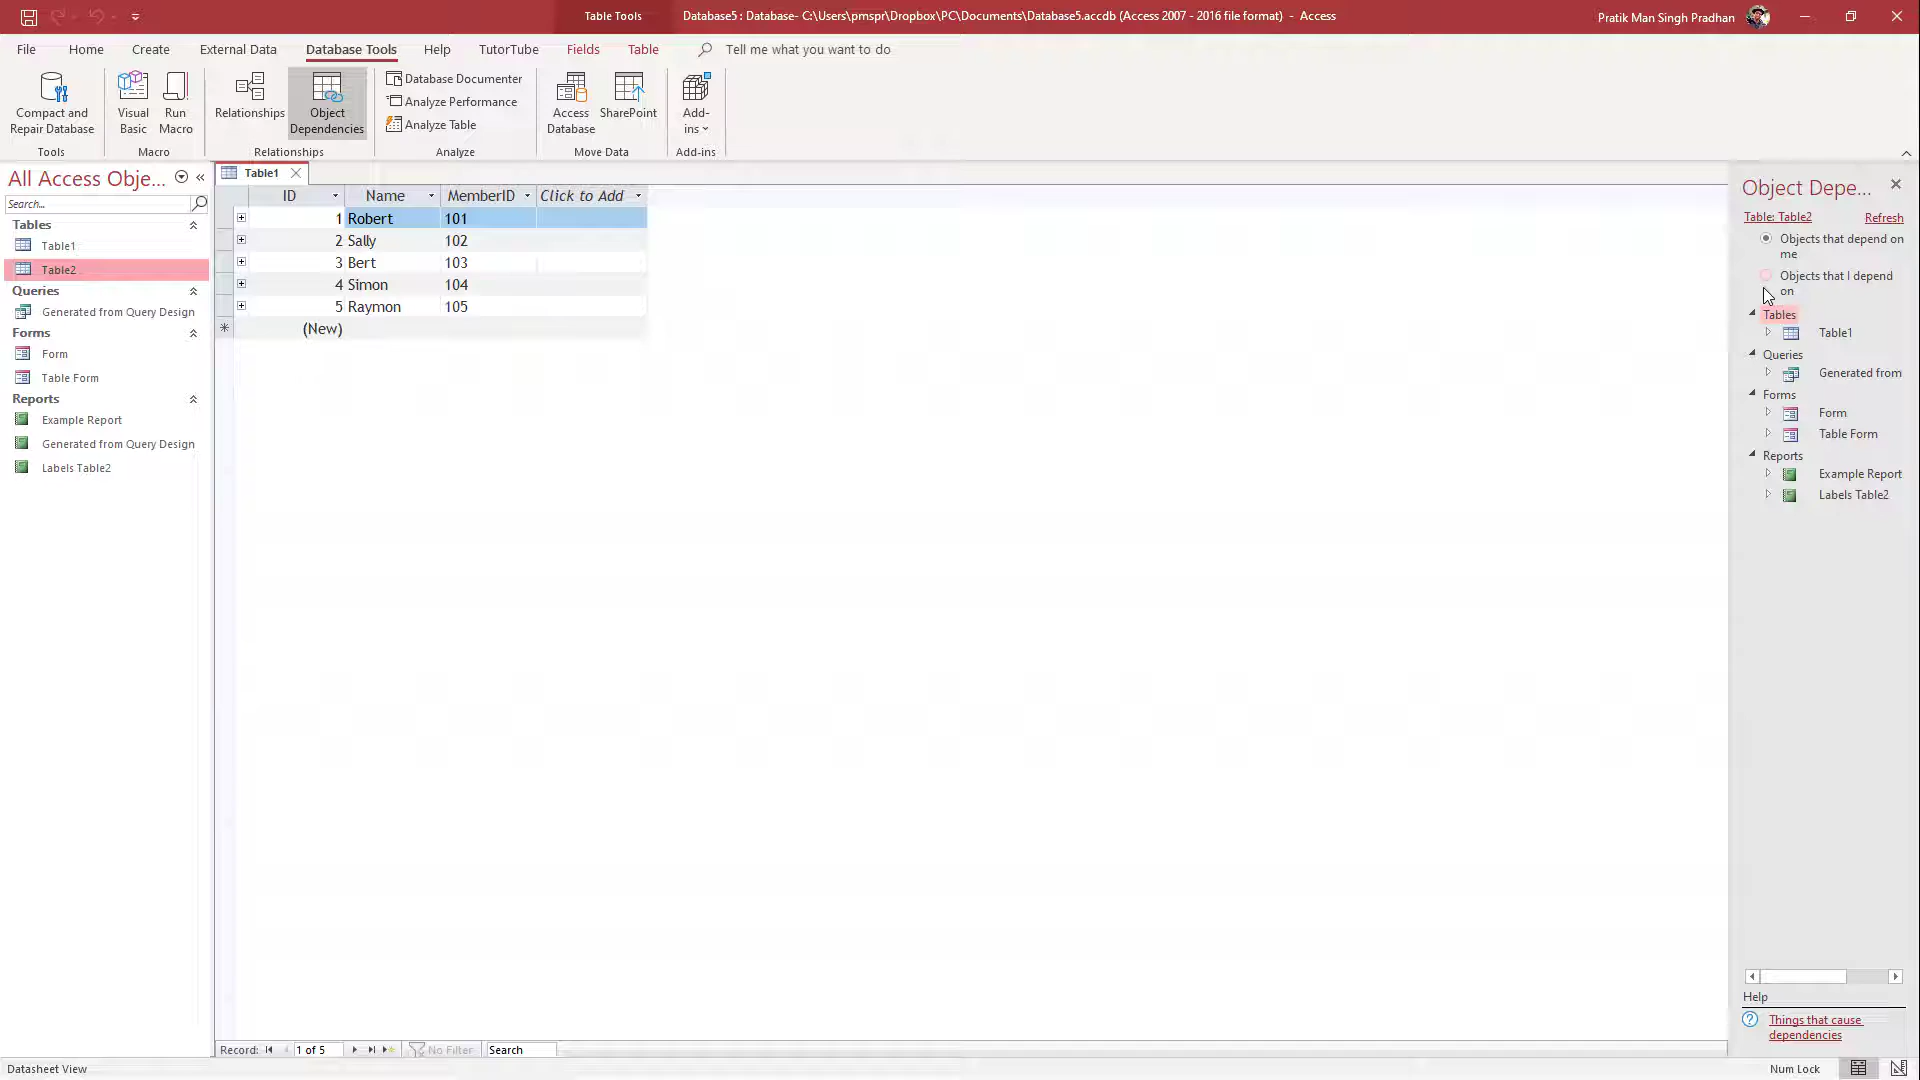 Table Tools
Database5 : Database- C:\Users\pmspr\Dropbox\PC\Documents\Database5.accdb (Access 2007 - 2016 file format) - Access
Pratik Man Singh Pradhan
File Home Create External Data Database Tools Help TutorTube Fields Table Tell me what you want to do
Compact and Repair Database
Visual Basic
Run Macro
Relationships
Object Dependencies
Database Documenter
Analyze Performance
Analyze Table
Access Database
SharePoint
Add-ins
Tools Macro Relationships Analyze Move Data Add-ins
All Access Obje...
Search...
Tables
Table1
Table2
Queries
Generated from Query Design
Forms
Form
Table Form
Reports
Example Report
Generated from Query Design
Labels Table2
Table1
ID Name MemberID Click to Add
1 Robert 101
2 Sally 102
3 Bert 103
4 Simon 104
5 Raymon 105
(New)
Object Depe...
Table: Table2 Refresh
Objects that depend on
me
Objects that I depend
on
Tables
Table1
Queries
Generated from
Forms
Form
Table Form
Reports
Example Report
Labels Table2
Help
Things that cause
dependencies
Record: 1 of 5 No Filter Search
Datasheet View
Num Lock